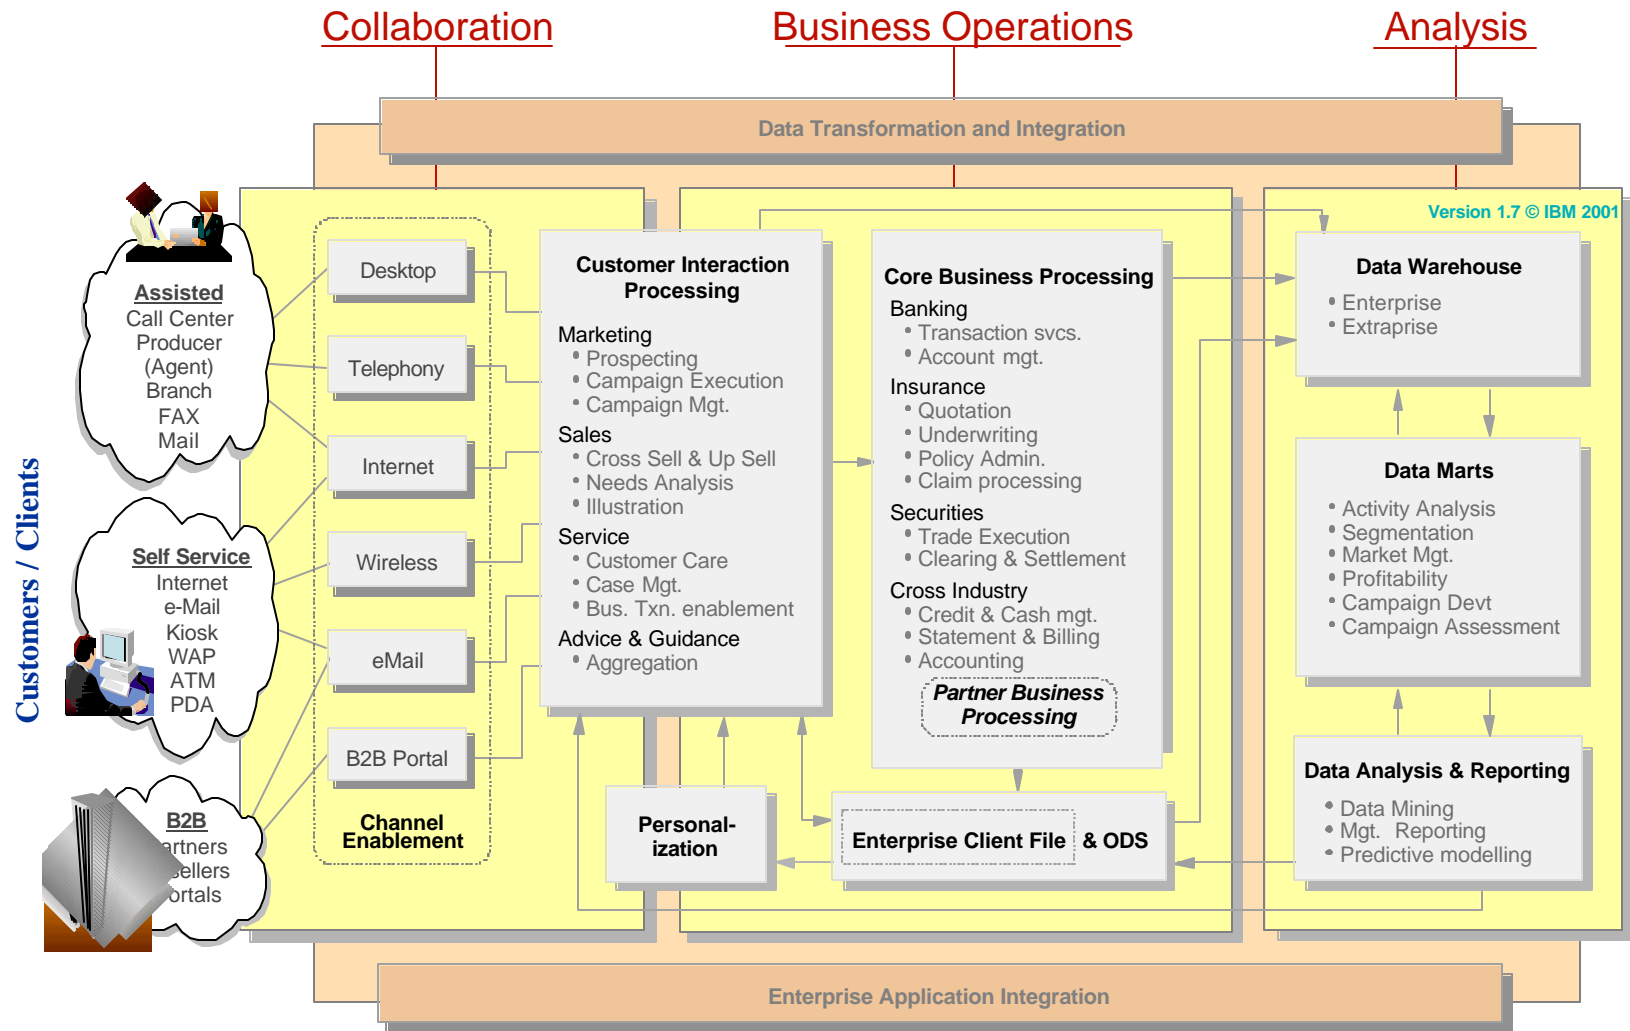 Collaboration
Business Operations
Analysis
Data Transformation and Integration
Version 1.7 © IBM 2001
Customers / Clients
Assisted
Call Center
Producer
(Agent)
Branch
FAX
Mail
Self Service
Internet
e-Mail
Kiosk
WAP
ATM
PDA
B2B
artners
sellers
ortals
Desktop
Telephony
Internet
Wireless
eMail
B2B Portal
Channel
Enablement
Customer Interaction
Processing
Marketing
• Prospecting
• Campaign Execution
• Campaign Mgt.
Sales
• Cross Sell & Up Sell
• Needs Analysis
• Illustration
Service
• Customer Care
• Case Mgt.
• Bus. Txn. enablement
Advice & Guidance
• Aggregation
Personal-
ization
Core Business Processing
Banking
• Transaction svcs.
• Account mgt.
Insurance
• Quotation
• Underwriting
• Policy Admin.
• Claim processing
Securities
• Trade Execution
• Clearing & Settlement
Cross Industry
• Credit & Cash mgt.
• Statement & Billing
• Accounting
Partner Business
Processing
Enterprise Client File & ODS
Data Warehouse
• Enterprise
• Extraprise
Data Marts
• Activity Analysis
• Segmentation
• Market Mgt.
• Profitability
• Campaign Devt
• Campaign Assessment
Data Analysis & Reporting
• Data Mining
• Mgt. Reporting
• Predictive modelling
Enterprise Application Integration